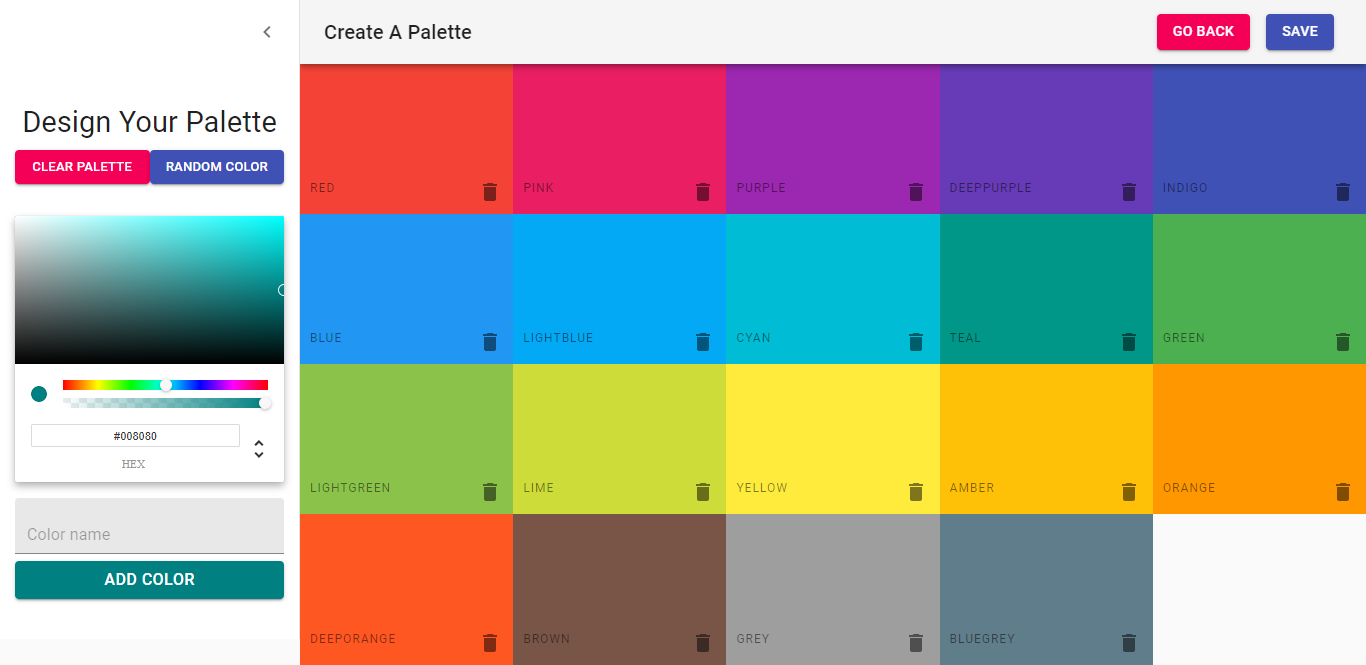 Create A Palette
GO BACK
SAVE
Design Your Palette
CLEAR PALETTE
RANDOM COLOR
#008080
HEX
Color name
ADD COLOR
RED
PINK
PURPLE
DEEPPURPLE
INDIGO
BLUE
LIGHTBLUE
CYAN
TEAL
GREEN
LIGHTGREEN
LIME
YELLOW
AMBER
ORANGE
DEEPORANGE
BROWN
GREY
BLUEGREY